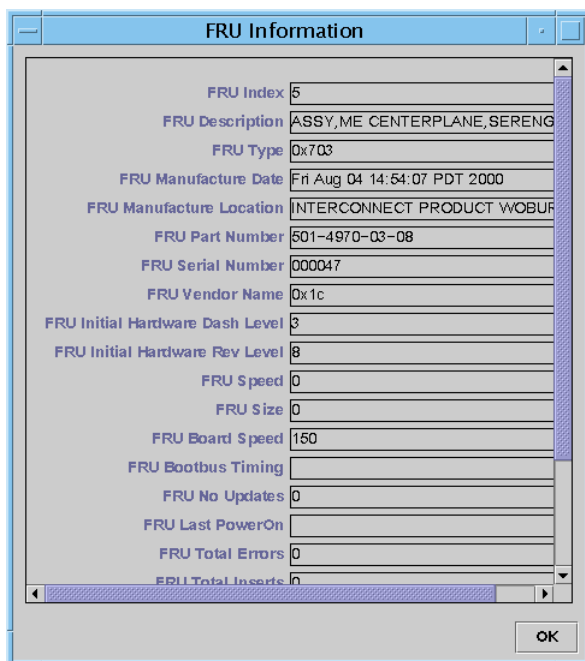 FRU Information
FRU Index 5
FRU Description ASSY,ME CENTERPLANE,SERENG
FRU Type 0x703
FRU Manufacture Date Fri Aug 04 14:54:07 PDT 2000
FRU Manufacture Location INTERCONNECT PRODUCT WOBUR
FRU Part Number 501-4970-03-08
FRU Serial Number 000047
FRU Vendor Name 0x1c
FRU Initial Hardware Dash Level 3
FRU Initial Hardware Rev Level 8
FRU Speed 0
FRU Size 0
FRU Board Speed 150
FRU Bootbus Timing
FRU No Updates 0
FRU Last PowerOn
FRU Total Errors 0
FRU Total Inserts 0
OK